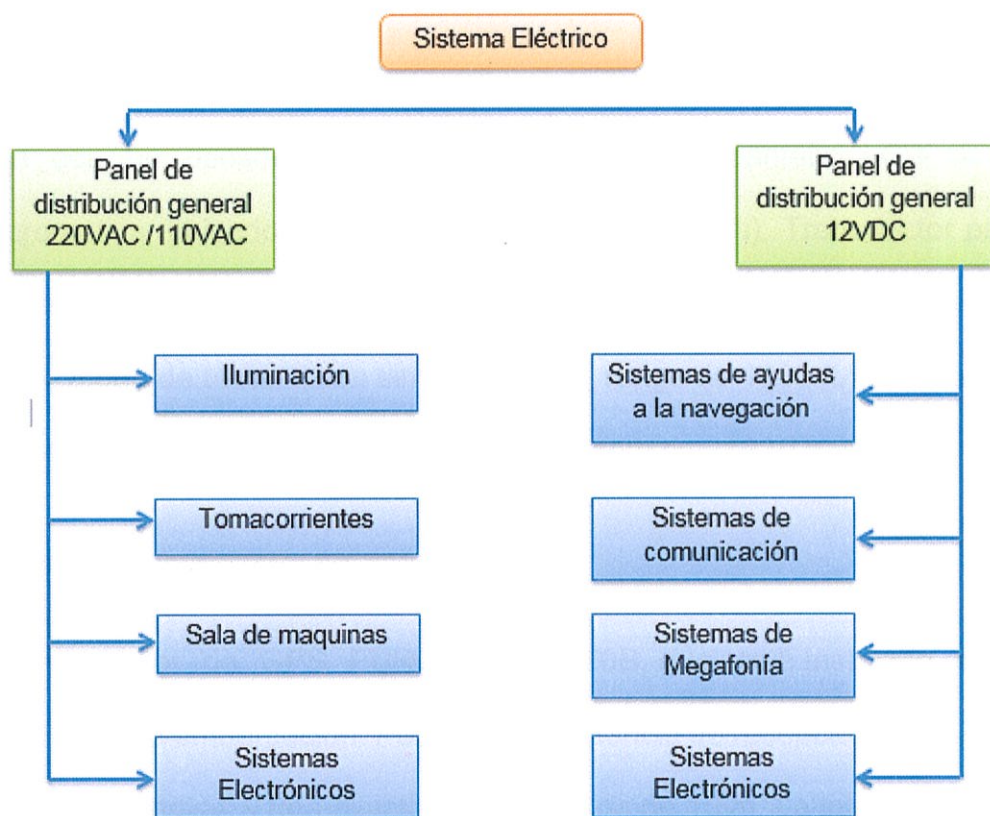 Sistema Eléctrico
Panel de
distribución general
220VAC /110VAC
Panel de
distribución general
12VDC
Iluminación
Tomacorrientes
Sala de maquinas
Sistemas
Electrónicos
Sistemas de ayudas
a la navegación
Sistemas de
comunicación
Sistemas de
Megafonía
Sistemas
Electrónicos